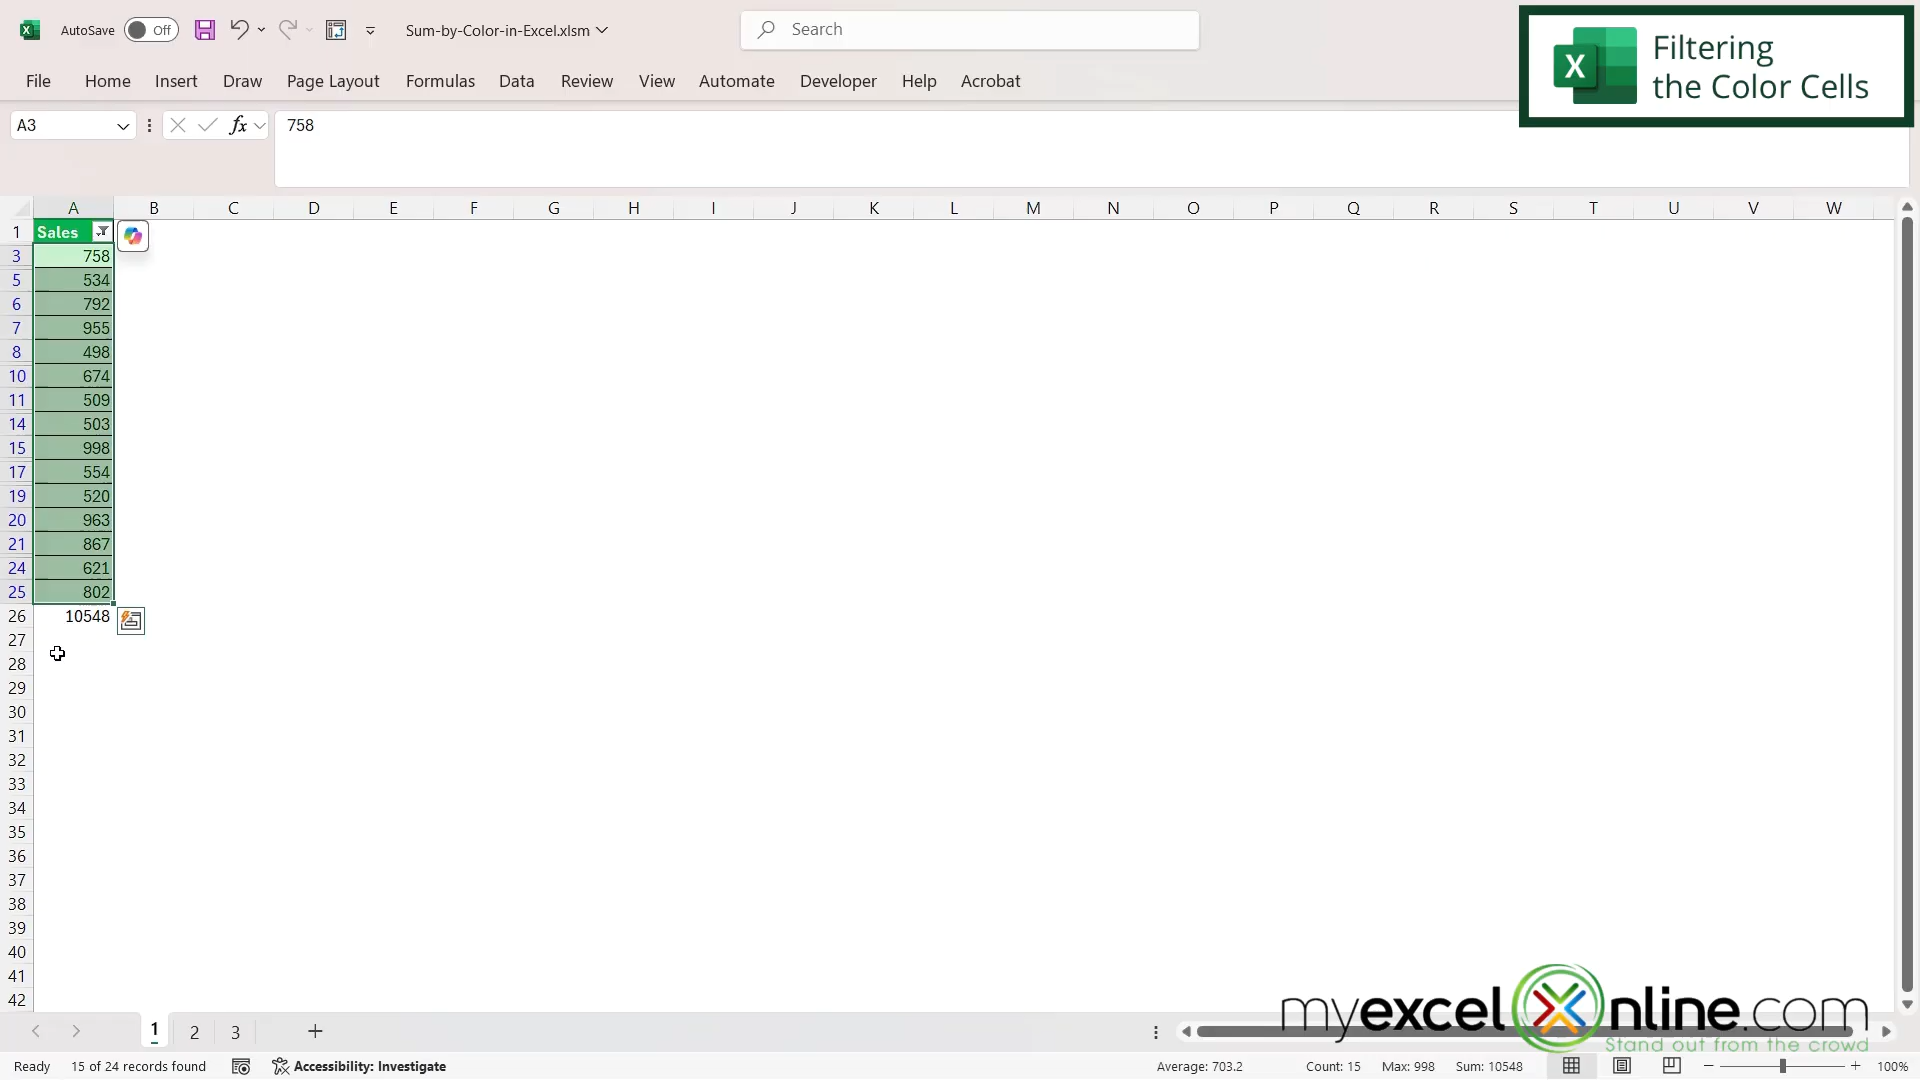 AutoSave Off Sum-by-Color-in-Excel.xlsm Search
Filtering
the Color Cells
File Home Insert Draw Page Layout Formulas Data Review View Automate Developer Help Acrobat
A3 fx 758
A B C D E F G H I J K L M N O P Q R S T U V W
1 Sales
3 758
5 534
6 792
7 955
8 498
10 674
11 509
14 503
15 998
17 554
19 520
20 963
21 867
24 621
25 802
26 10548
27
28
29
30
31
32
33
34
35
36
37
38
39
40
41
42
myexcelonline.com
Stand out from the crowd
1 2 3
Ready 15 of 24 records found Accessibility: Investigate Average: 703.2 Count: 15 Max: 998 Sum: 10548 100%